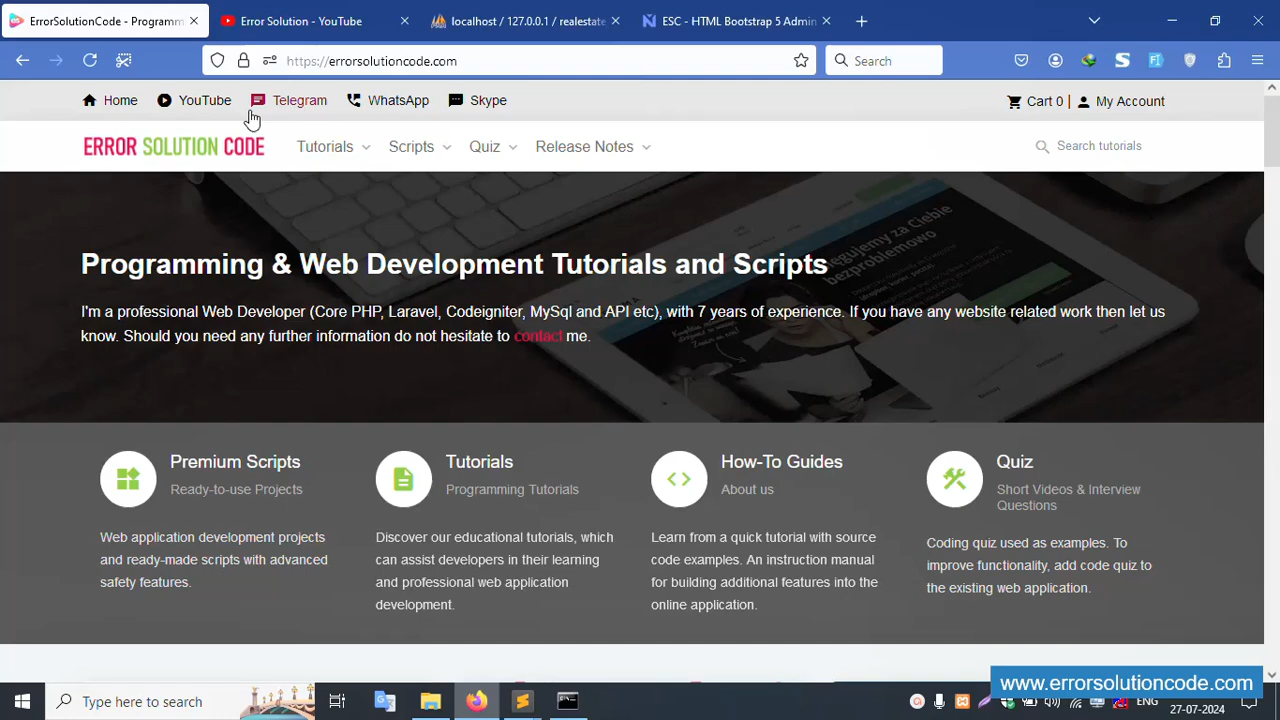 ErrorSolutionCode - Programm
Error Solution - YouTube
localhost / 127.0.0.1 / realestate
ESC - HTML Bootstrap 5 Admin
https://errorsolutioncode.com
Search
Home
YouTube
Telegram
WhatsApp
Skype
Cart 0 |
My Account
ERROR SOLUTION CODE
Tutorials
Scripts
Quiz
Release Notes
Search tutorials
Programming & Web Development Tutorials and Scripts
I'm a professional Web Developer (Core PHP, Laravel, Codeigniter, MySql and API etc), with 7 years of experience. If you have any website related work then let us
know. Should you need any further information do not hesitate to contact me.
Premium Scripts
Ready-to-use Projects
Web application development projects
and ready-made scripts with advanced
safety features.
Tutorials
Programming Tutorials
Discover our educational tutorials, which
can assist developers in their learning
and professional web application
development.
How-To Guides
About us
Learn from a quick tutorial with source
code examples. An instruction manual
for building additional features into the
online application.
Quiz
Short Videos & Interview
Questions
Coding quiz used as examples. To
improve functionality, add code quiz to
the existing web application.
www.errorsolutioncode.com
Type here to search
ENG
27-07-2024